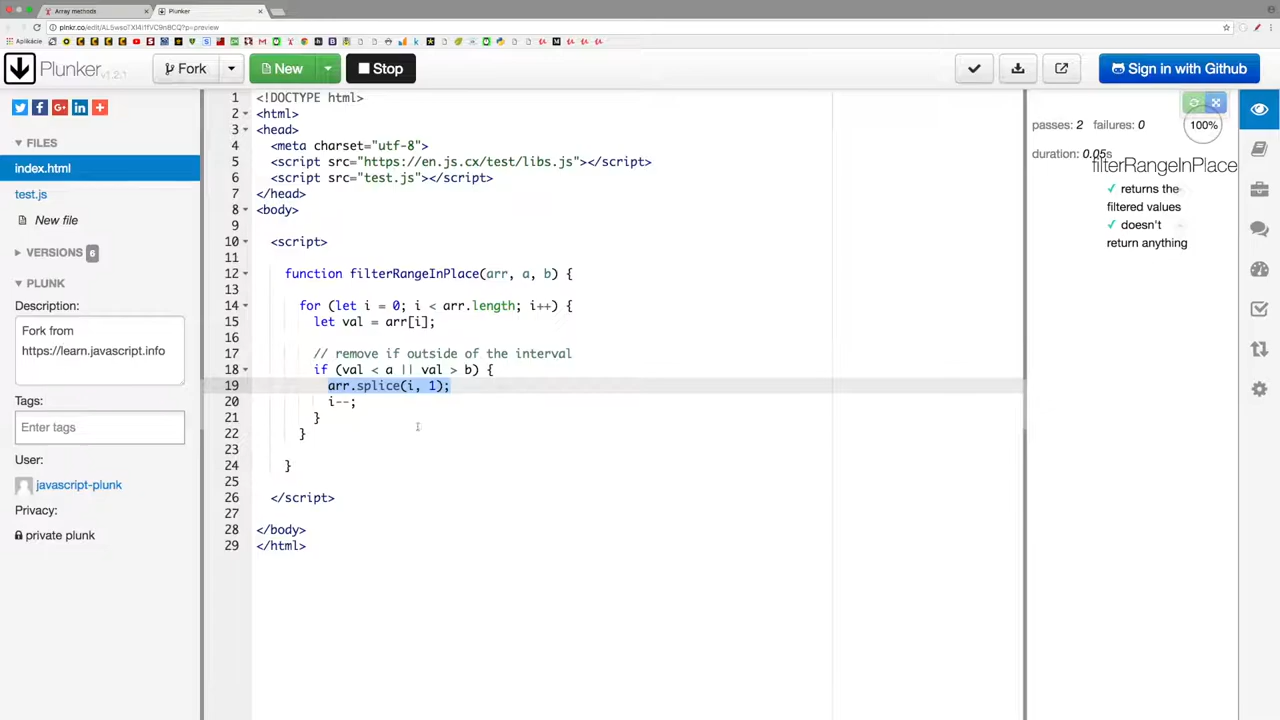 Array methods
Plunker
plnkr.co/edit/AL5wso7Xl4i1fVC9n8CQ?p=preview
Aplikácie
Plunker v1.2.1
Fork
New
Stop
Sign in with Github
FILES
index.html
test.js
New file
VERSIONS 6
PLUNK
Description:
Fork from
https://learn.javascript.info
Tags:
Enter tags
User:
javascript-plunk
Privacy:
private plunk
1 <!DOCTYPE html>
2 <html>
3 <head>
4 <meta charset="utf-8">
5 <script src="https://en.js.cx/test/libs.js"></script>
6 <script src="test.js"></script>
7 </head>
8 <body>
9
10 <script>
11
12 function filterRangeInPlace(arr, a, b) {
13
14 for (let i = 0; i < arr.length; i++) {
15 let val = arr[i];
16
17 // remove if outside of the interval
18 if (val < a || val > b) {
19 arr.splice(i, 1);
20 i--;
21 }
22 }
23
24 }
25
26 </script>
27
28 </body>
29 </html>
passes: 2 failures: 0
100%
duration: 0.05s
filterRangeInPlace
✓ returns the
filtered values
✓ doesn't
return anything